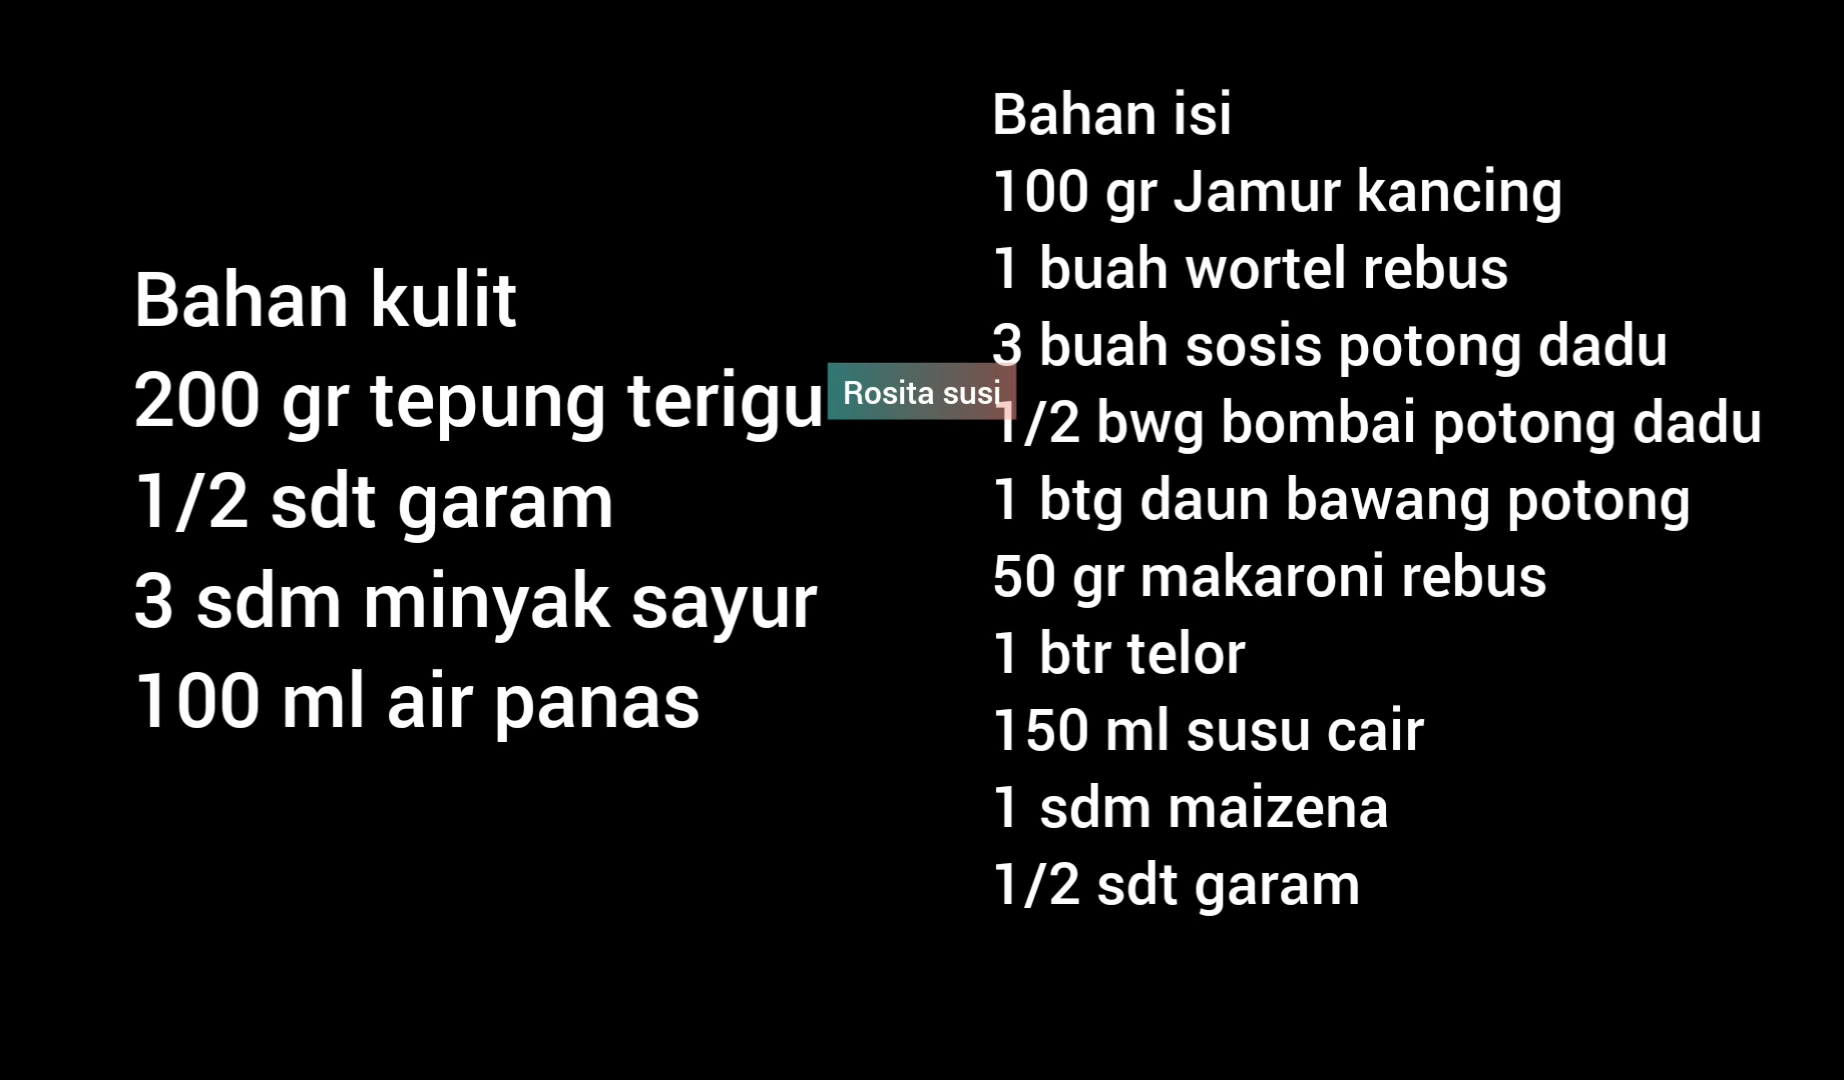 Bahan kulit
200 gr tepung terigu
1/2 sdt garam
3 sdm minyak sayur
100 ml air panas
Rosita susi
Bahan isi
100 gr Jamur kancing
1 buah wortel rebus
3 buah sosis potong dadu
1/2 bwg bombai potong dadu
1 btg daun bawang potong
50 gr makaroni rebus
1 btr telor
150 ml susu cair
1 sdm maizena
1/2 sdt garam